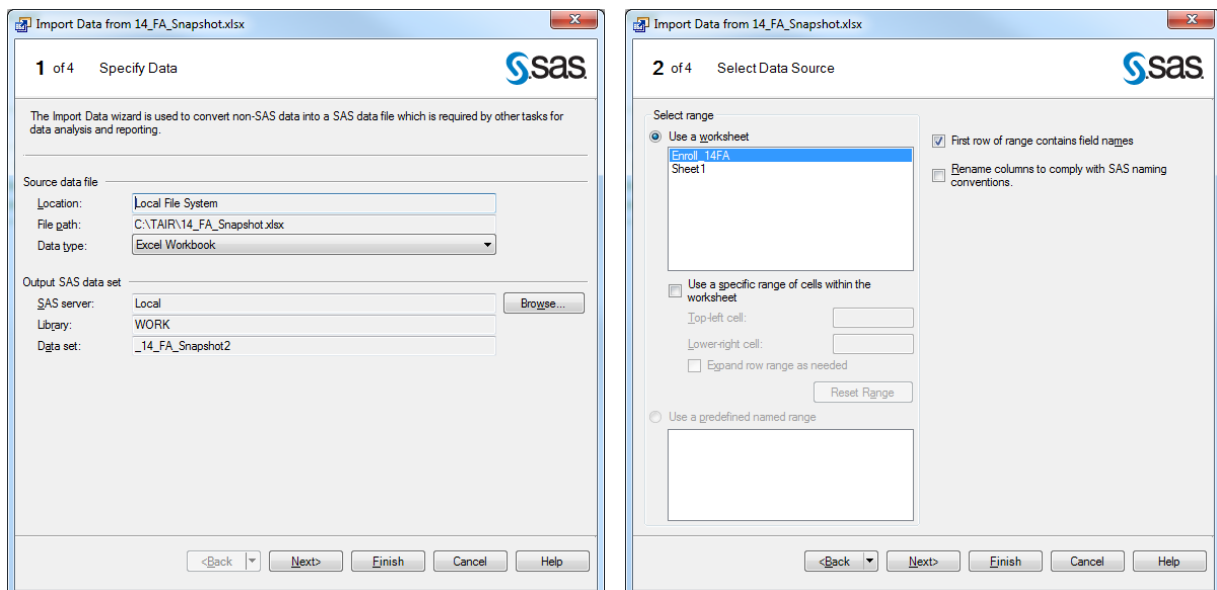 Import Data from 14_FA_Snapshot.xlsx
1 of 4 Specify Data
sas
The Import Data wizard is used to convert non-SAS data into a SAS data file which is required by other tasks for
data analysis and reporting.
Source data file
Location: Local File System
File path: C:\TAIR\14_FA_Snapshot.xlsx
Data type: Excel Workbook
Output SAS data set
SAS server: Local
Browse...
Library: WORK
Data set: _14_FA_Snapshot2
<Back Next> Finish Cancel Help
Import Data from 14_FA_Snapshot.xlsx
2 of 4 Select Data Source
sas
Select range
Use a worksheet
Enroll_14FA
Sheet1
Use a specific range of cells within the
worksheet
Top-left cell:
Lower-right cell:
Expand row range as needed
Reset Range
Use a predefined named range
First row of range contains field names
Rename columns to comply with SAS naming
conventions.
<Back Next> Finish Cancel Help